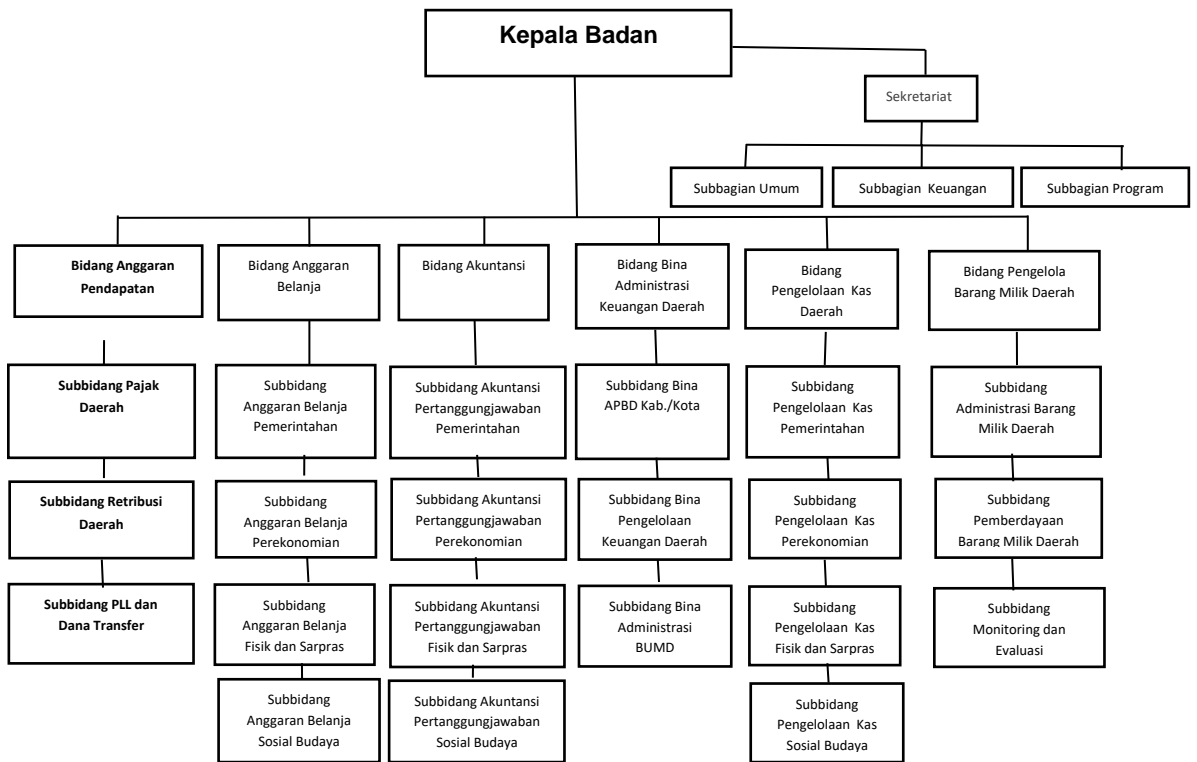 Kepala Badan
Sekretariat
Subbagian Umum
Subbagian Keuangan
Subbagian Program
Bidang Anggaran
Pendapatan
Bidang Anggaran
Belanja
Bidang Akuntansi
Bidang Bina
Administrasi
Keuangan Daerah
Bidang
Pengelolaan Kas
Daerah
Bidang Pengelola
Barang Milik Daerah
Subbidang Pajak
Daerah
Subbidang
Anggaran Belanja
Pemerintahan
Subbidang Akuntansi
Pertanggungjawaban
Pemerintahan
Subbidang Bina
APBD Kab./Kota
Subbidang
Pengelolaan Kas
Pemerintahan
Subbidang
Administrasi Barang
Milik Daerah
Subbidang Retribusi
Daerah
Subbidang
Anggaran Belanja
Perekonomian
Subbidang Akuntansi
Pertanggungjawaban
Perekonomian
Subbidang Bina
Pengelolaan
Keuangan Daerah
Subbidang
Pengelolaan Kas
Perekonomian
Subbidang
Pemberdayaan
Barang Milik Daerah
Subbidang PLL dan
Dana Transfer
Subbidang
Anggaran Belanja
Fisik dan Sarpras
Subbidang Akuntansi
Pertanggungjawaban
Fisik dan Sarpras
Subbidang Bina
Administrasi
BUMD
Subbidang
Pengelolaan Kas
Fisik dan Sarpras
Subbidang
Monitoring dan
Evaluasi
Subbidang
Anggaran Belanja
Sosial Budaya
Subbidang Akuntansi
Pertanggungjawaban
Sosial Budaya
Subbidang
Pengelolaan Kas
Sosial Budaya